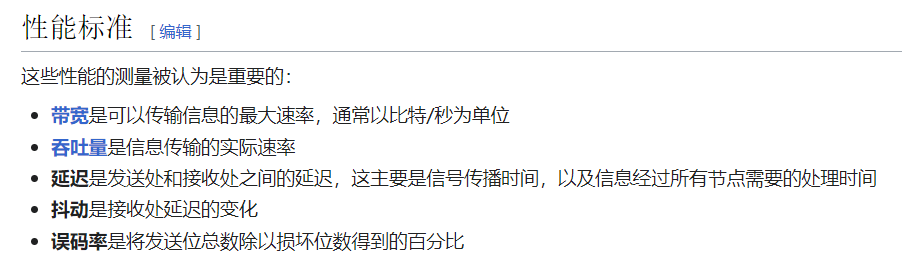 性能标准 [ 编辑 ]
这些性能的测量被认为是重要的：
• 带宽是可以传输信息的最大速率，通常以比特/秒为单位
• 吞吐量是信息传输的实际速率
• 延迟是发送处和接收处之间的延迟，这主要是信号传播时间，以及信息经过所有节点需要的处理时间
• 抖动是接收处延迟的变化
• 误码率是将发送位总数除以损坏位数得到的百分比